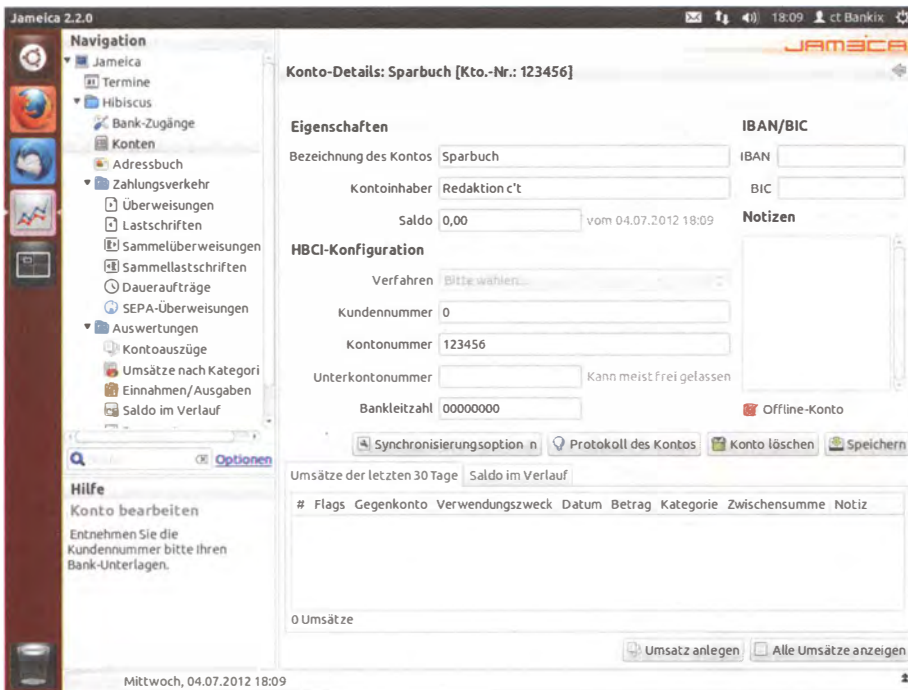 Jameica 2.2.0
18:09 ct Bankix
Navigation
Jameica
Termine
Hibiscus
Bank-Zugänge
Konten
Adressbuch
Zahlungsverkehr
Überweisungen
Lastschriften
Sammelüberweisungen
Sammellastschriften
Daueraufträge
SEPA-Überweisungen
Auswertungen
Kontoauszüge
Umsätze nach Kategori
Einnahmen/Ausgaben
Saldo im Verlauf
Optionen
Hilfe
Konto bearbeiten
Entnehmen Sie die
Kundennummer bitte Ihren
Bank-Unterlagen.
JAMEICA
Konto-Details: Sparbuch [Kto.-Nr.: 123456]
Eigenschaften
Bezeichnung des Kontos Sparbuch
Kontoinhaber Redaktion c't
Saldo 0,00 vom 04.07.2012 18:09
HBCI-Konfiguration
Verfahren Bitte wählen...
Kundennummer 0
Kontonummer 123456
Unterkontonummer Kann meist frei gelassen
Bankleitzahl 00000000
IBAN/BIC
IBAN
BIC
Notizen
Offline-Konto
Synchronisierungsoption n Protokoll des Kontos Konto löschen Speichern
Umsätze der letzten 30 Tage Saldo im Verlauf
# Flags Gegenkonto Verwendungszweck Datum Betrag Kategorie Zwischensumme Notiz
0 Umsätze
Umsatz anlegen Alle Umsätze anzeigen
Mittwoch, 04.07.2012 18:09